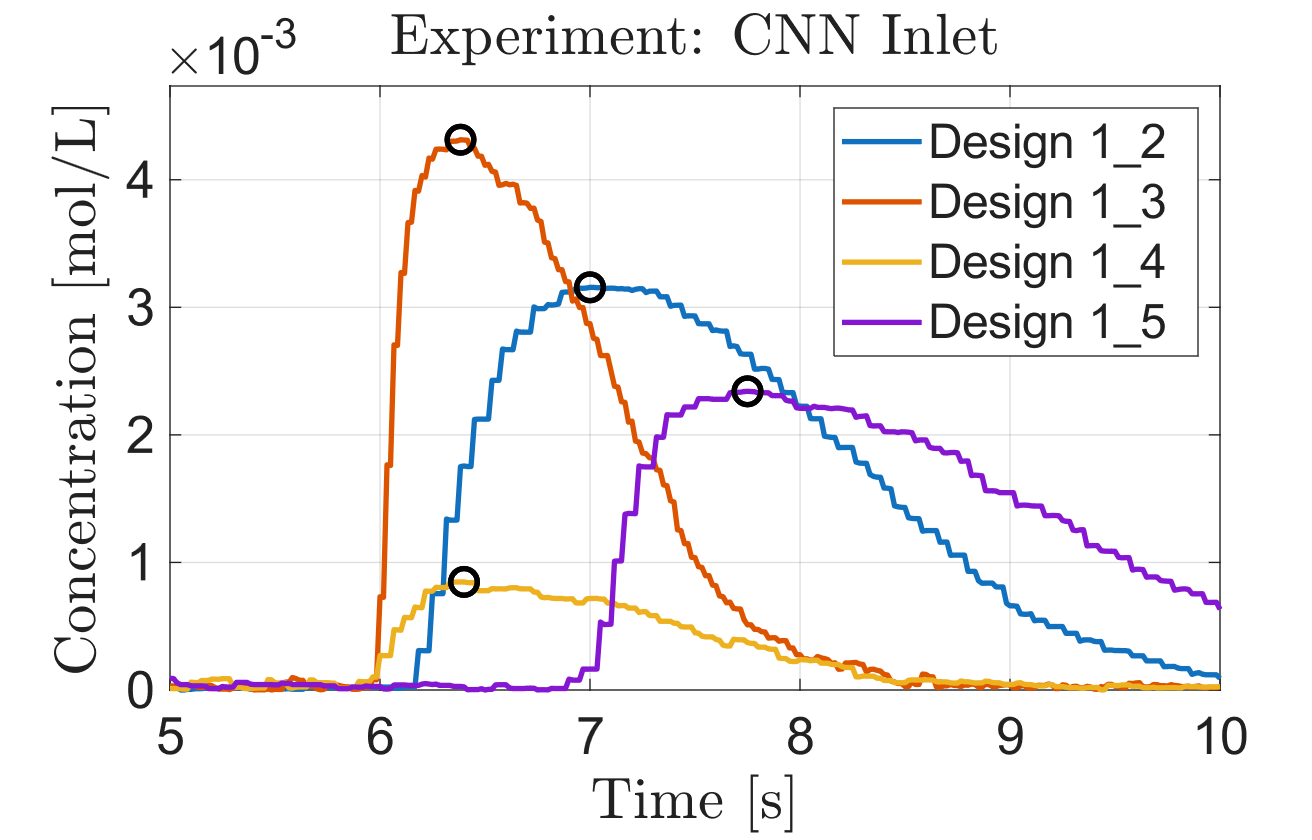 Experiment: CNN Inlet
×10⁻³
Concentration [mol/L]
4
3
2
1
0
Design 1_2
Design 1_3
Design 1_4
Design 1_5
5 6 7 8 9 10
Time [s]